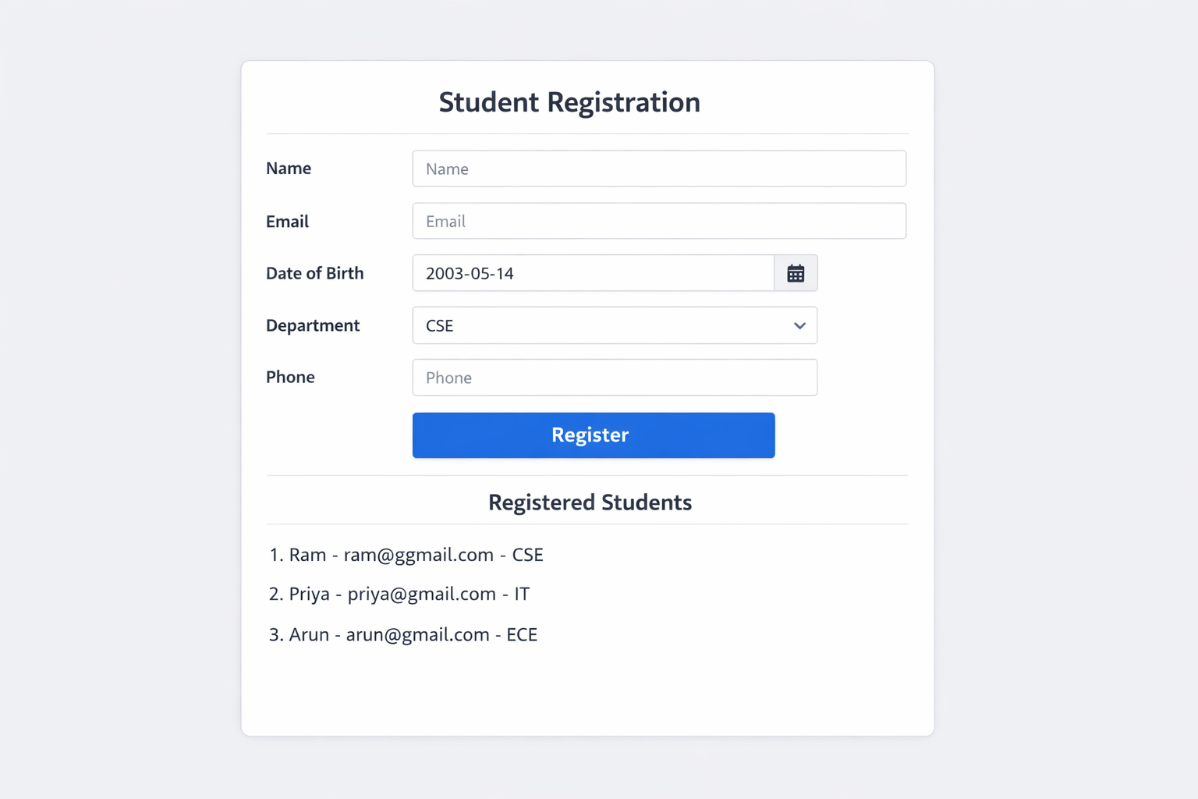 Student Registration
Name Name
Email Email
Date of Birth 2003-05-14
Department CSE
Phone Phone
Register
Registered Students
1. Ram - ram@ggmail.com - CSE
2. Priya - priya@gmail.com - IT
3. Arun - arun@gmail.com - ECE